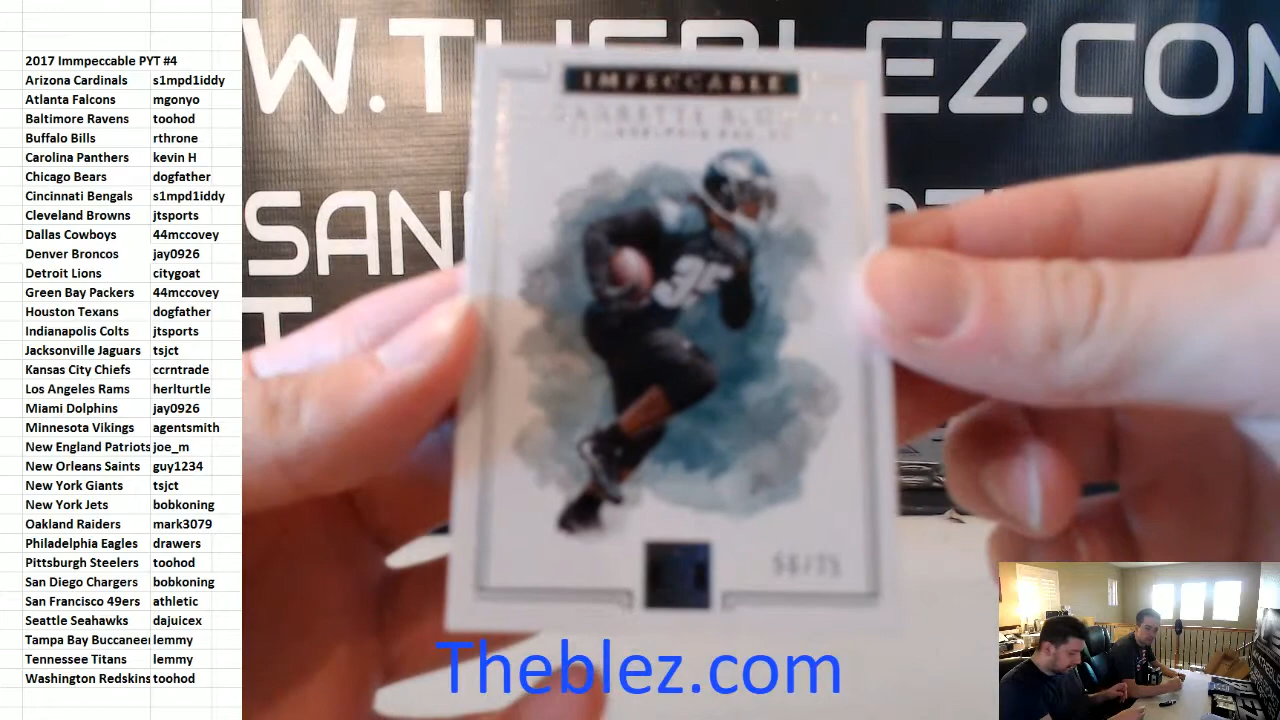 2017 Immpeccable PYT #4
Arizona Cardinals s1mpd1iddy
Atlanta Falcons mgonyo
Baltimore Ravens toohod
Buffalo Bills rthrone
Carolina Panthers kevin H
Chicago Bears dogfather
Cincinnati Bengals s1mpd1iddy
Cleveland Browns jtsports
Dallas Cowboys 44mccovey
Denver Broncos jay0926
Detroit Lions citygoat
Green Bay Packers 44mccovey
Houston Texans dogfather
Indianapolis Colts jtsports
Jacksonville Jaguars tsjct
Kansas City Chiefs ccrntrade
Los Angeles Rams herlturtle
Miami Dolphins jay0926
Minnesota Vikings agentsmith
New England Patriots joe_m
New Orleans Saints guy1234
New York Giants tsjct
New York Jets bobkoning
Oakland Raiders mark3079
Philadelphia Eagles drawers
Pittsburgh Steelers toohod
San Diego Chargers bobkoning
San Francisco 49ers athletic
Seattle Seahawks dajuicex
Tampa Bay Buccaneer lemmy
Tennessee Titans lemmy
Washington Redskins toohod
W.THEBLEZ.CO
SAN
IMPECCABLE
35
Theblez.com